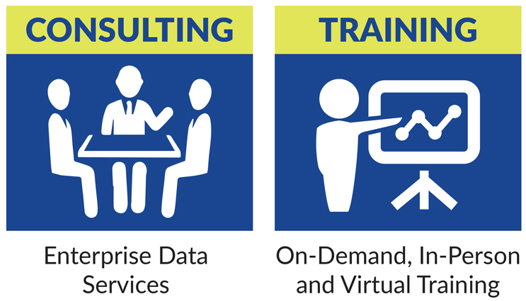 CONSULTING
Enterprise Data
Services
TRAINING
On-Demand, In-Person
and Virtual Training